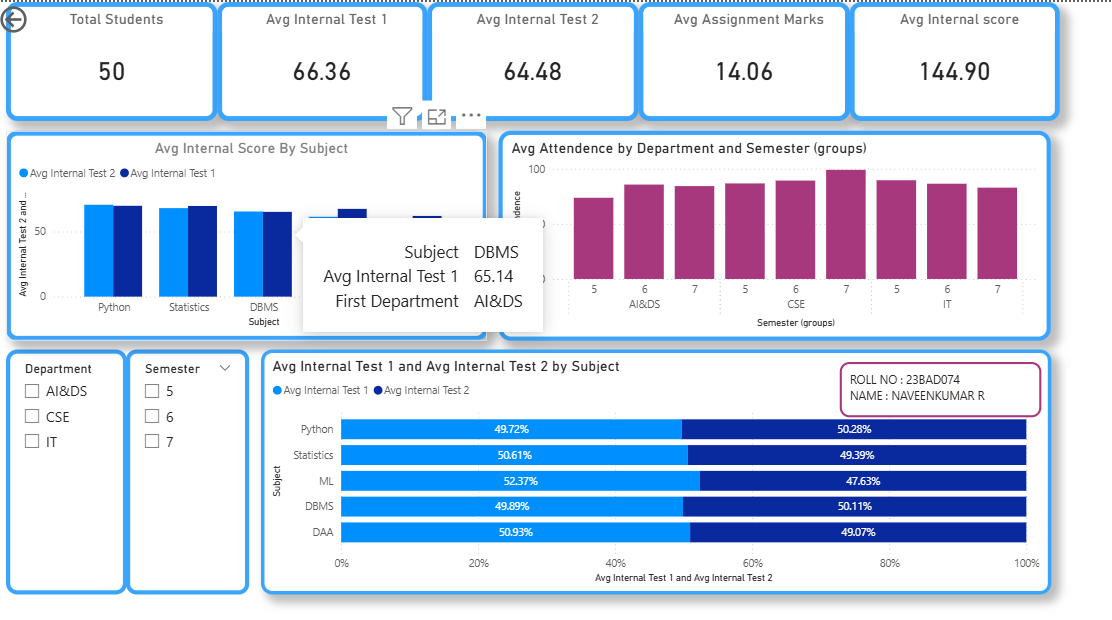 Total Students
50
Avg Internal Test 1
66.36
Avg Internal Test 2
64.48
Avg Assignment Marks
14.06
Avg Internal score
144.90
Avg Internal Score By Subject
Avg Internal Test 2 Avg Internal Test 1
Avg Internal Test 2 and ...
50
0
Python Statistics DBMS
Subject
Subject DBMS
Avg Internal Test 1 65.14
First Department AI&DS
Avg Attendence by Department and Semester (groups)
100
5 6 7 5 6 7 5 6 7
AI&DS CSE IT
Semester (groups)
Department
AI&DS
CSE
IT
Semester
5
6
7
Avg Internal Test 1 and Avg Internal Test 2 by Subject
Avg Internal Test 1 Avg Internal Test 2
ROLL NO : 23BAD074
NAME : NAVEENKUMAR R
Subject
Python 49.72% 50.28%
Statistics 50.61% 49.39%
ML 52.37% 47.63%
DBMS 49.89% 50.11%
DAA 50.93% 49.07%
0% 20% 40% 60% 80% 100%
Avg Internal Test 1 and Avg Internal Test 2